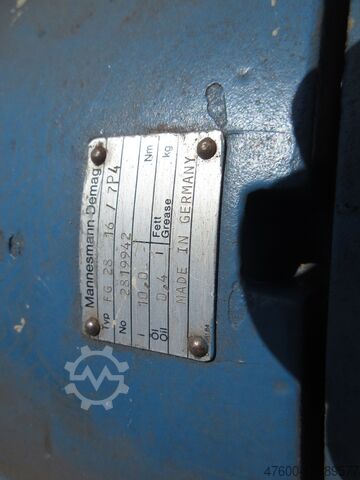 Mannesmann Demag
Typ FG 28 16 / 7P4
No 2819942
i 10.0 Nm
Öl Oil 0,4 l Fett Grease kg
MADE IN GERMANY